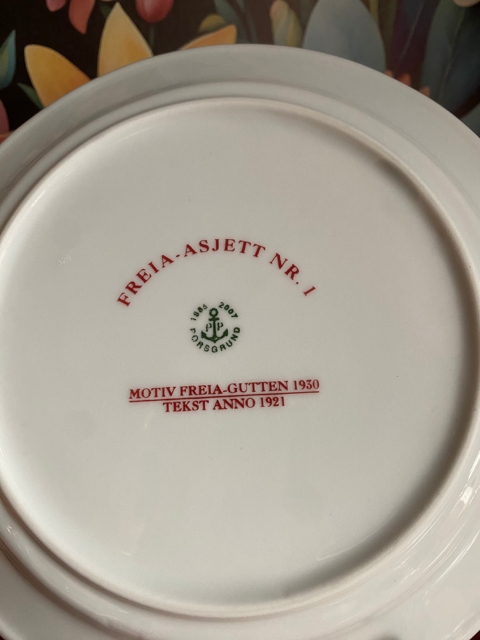 FREIA-ASJETT NR. 1
1885 2007
PP
PORSGRUND
MOTIV FREIA-GUTTEN 1930
TEKST ANNO 1921